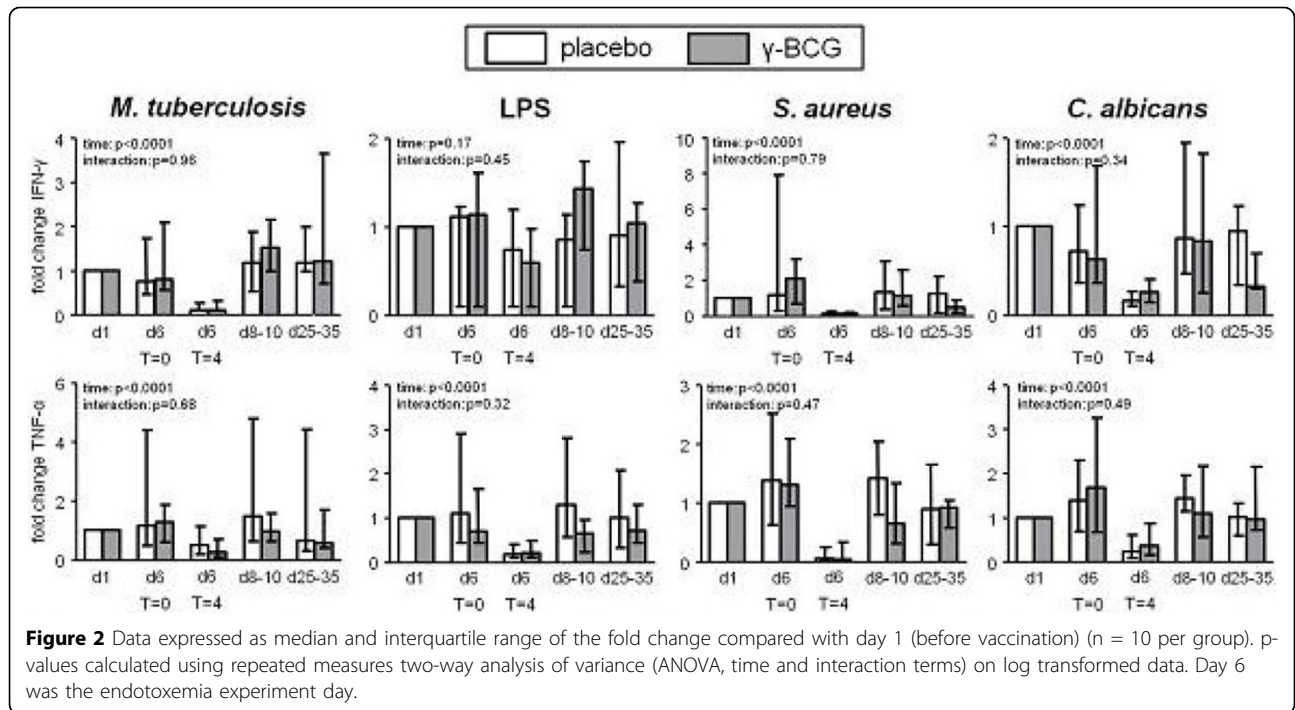 placebo γ-BCG
M. tuberculosis LPS S. aureus C. albicans
fold change IFN-γ
4
3
2
1
0
time: p<0.0001
interaction: p=0.96
d1 d6 d6 d8-10 d25-35
T=0 T=4
2
1
0
time: p=0.17
interaction: p=0.45
d1 d6 d6 d8-10 d25-35
T=0 T=4
10
8
6
4
2
0
time: p<0.0001
interaction: p=0.79
d1 d6 d6 d8-10 d25-35
T=0 T=4
2
1
0
time: p<0.0001
interaction: p=0.34
d1 d6 d6 d8-10 d25-35
T=0 T=4
fold change TNF-α
6
4
2
0
time: p<0.0001
interaction: p=0.68
d1 d6 d6 d8-10 d25-35
T=0 T=4
4
3
2
1
0
time: p<0.0001
interaction: p=0.32
d1 d6 d6 d8-10 d25-35
T=0 T=4
3
2
1
0
time: p<0.0001
interaction: p=0.47
d1 d6 d6 d8-10 d25-35
T=0 T=4
4
3
2
1
0
time: p<0.0001
interaction: p=0.49
d1 d6 d6 d8-10 d25-35
T=0 T=4
Figure 2 Data expressed as median and interquartile range of the fold change compared with day 1 (before vaccination) (n = 10 per group). p-
values calculated using repeated measures two-way analysis of variance (ANOVA, time and interaction terms) on log transformed data. Day 6
was the endotoxemia experiment day.